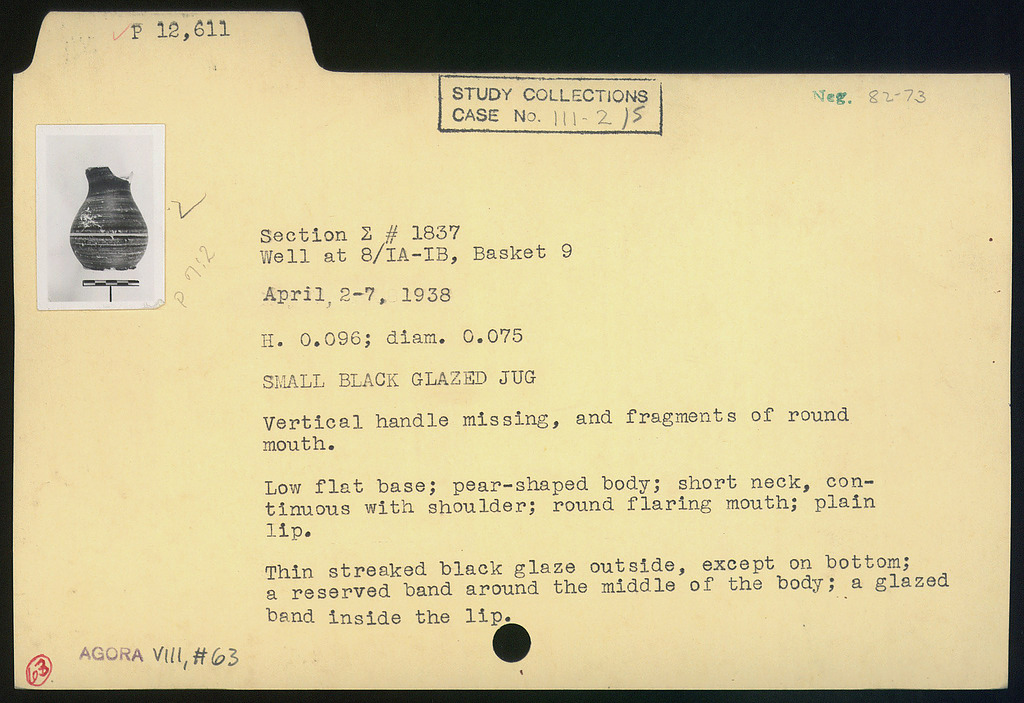 P 12,611
STUDY COLLECTIONS
CASE No. III-2/5
Neg. 82-73
Section Σ # 1837
Well at 8/IA-IB, Basket 9
April 2-7, 1938
H. 0.096; diam. 0.075
SMALL BLACK GLAZED JUG
Vertical handle missing, and fragments of round
mouth.
Low flat base; pear-shaped body; short neck, con-
tinuous with shoulder; round flaring mouth; plain
lip.
Thin streaked black glaze outside, except on bottom;
a reserved band around the middle of the body; a glazed
band inside the lip.
AGORA VIII, #63
63